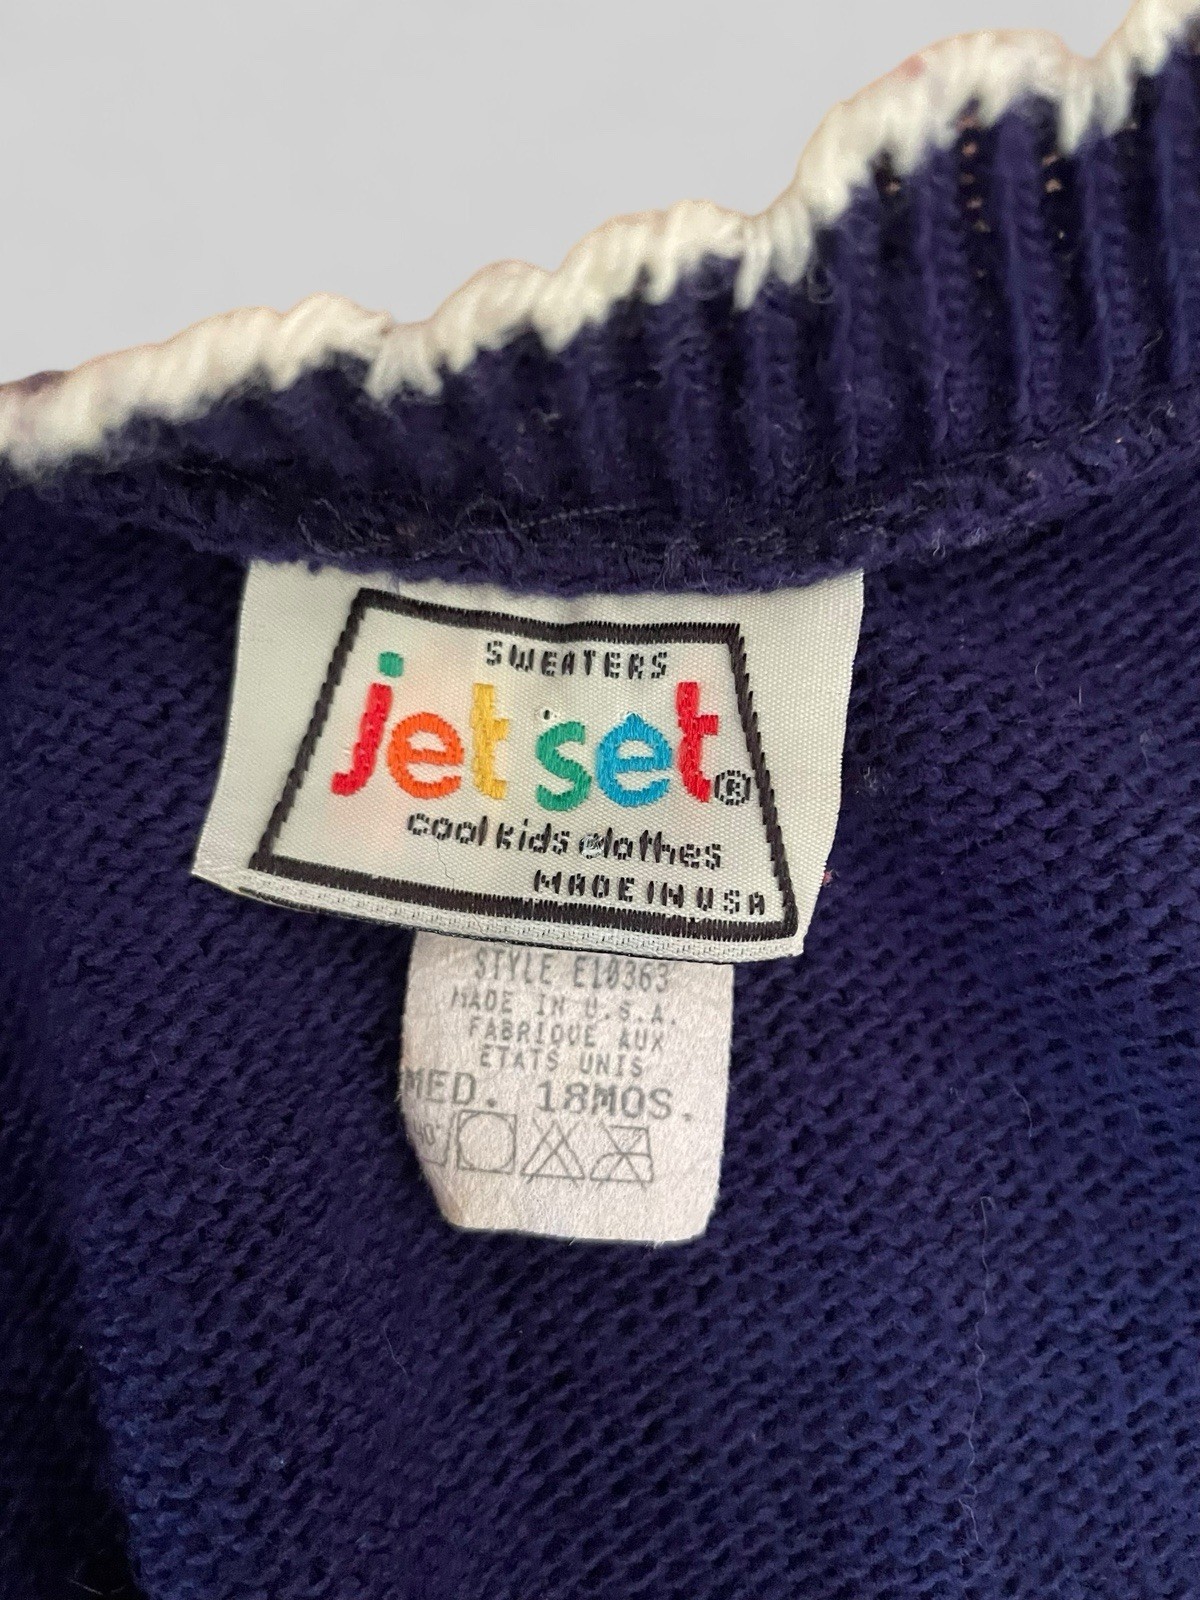 SWEATERS
jet set®
cool kids clothes
MADE IN USA
STYLE E10363
MADE IN U.S.A.
FABRIQUE AUX
ETATS UNIS
MED. 18MOS.
40°